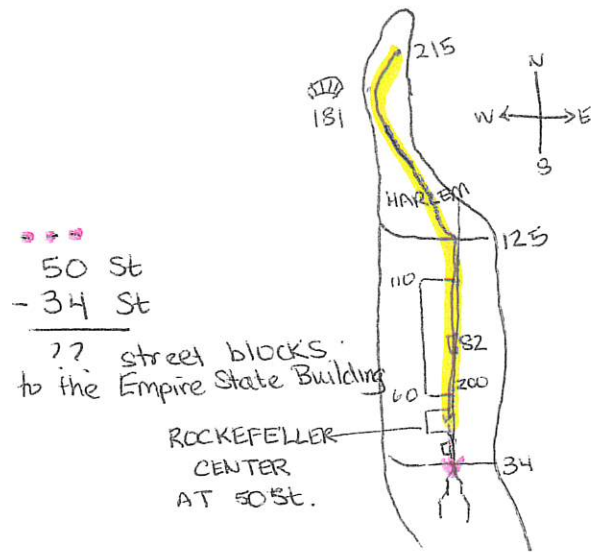 215
181
N
W E
S
HARLEM
125
50 St
- 34 St
?? street blocks
to the Empire State Building
110
82
60
200
ROCKEFELLER
CENTER
AT 50 St.
34